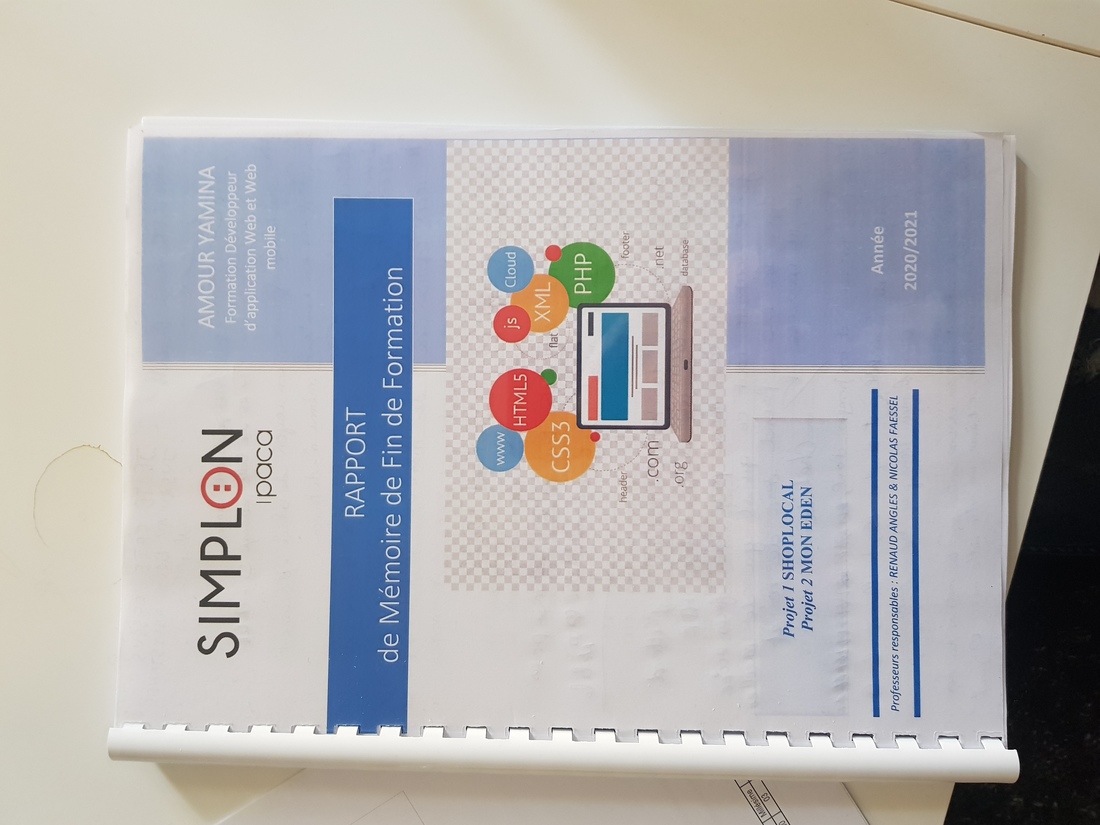 SIMPLON
paca
AMOUR YAMINA
Formation Développeur
d'application Web et Web
mobile
RAPPORT
de Mémoire de Fin de Formation
www
HTML5
CSS3
js
Cloud
flat
XML
PHP
header
footer
.com
.net
.org
database
Projet 1 SHOPLOCAL
Projet 2 MON EDEN
Professeurs responsables : RENAUD ANGLES & NICOLAS FAESSEL
Année
2020/2021
Millésime
03